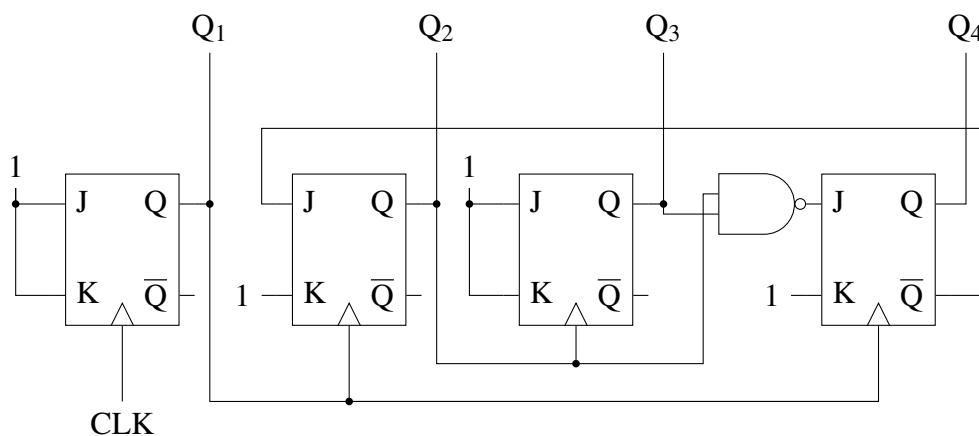 Q1 Q2 Q3 Q4
1 1
J Q J Q J Q J Q
K Q̅ 1 K Q̅ K Q̅ 1 K Q̅
CLK